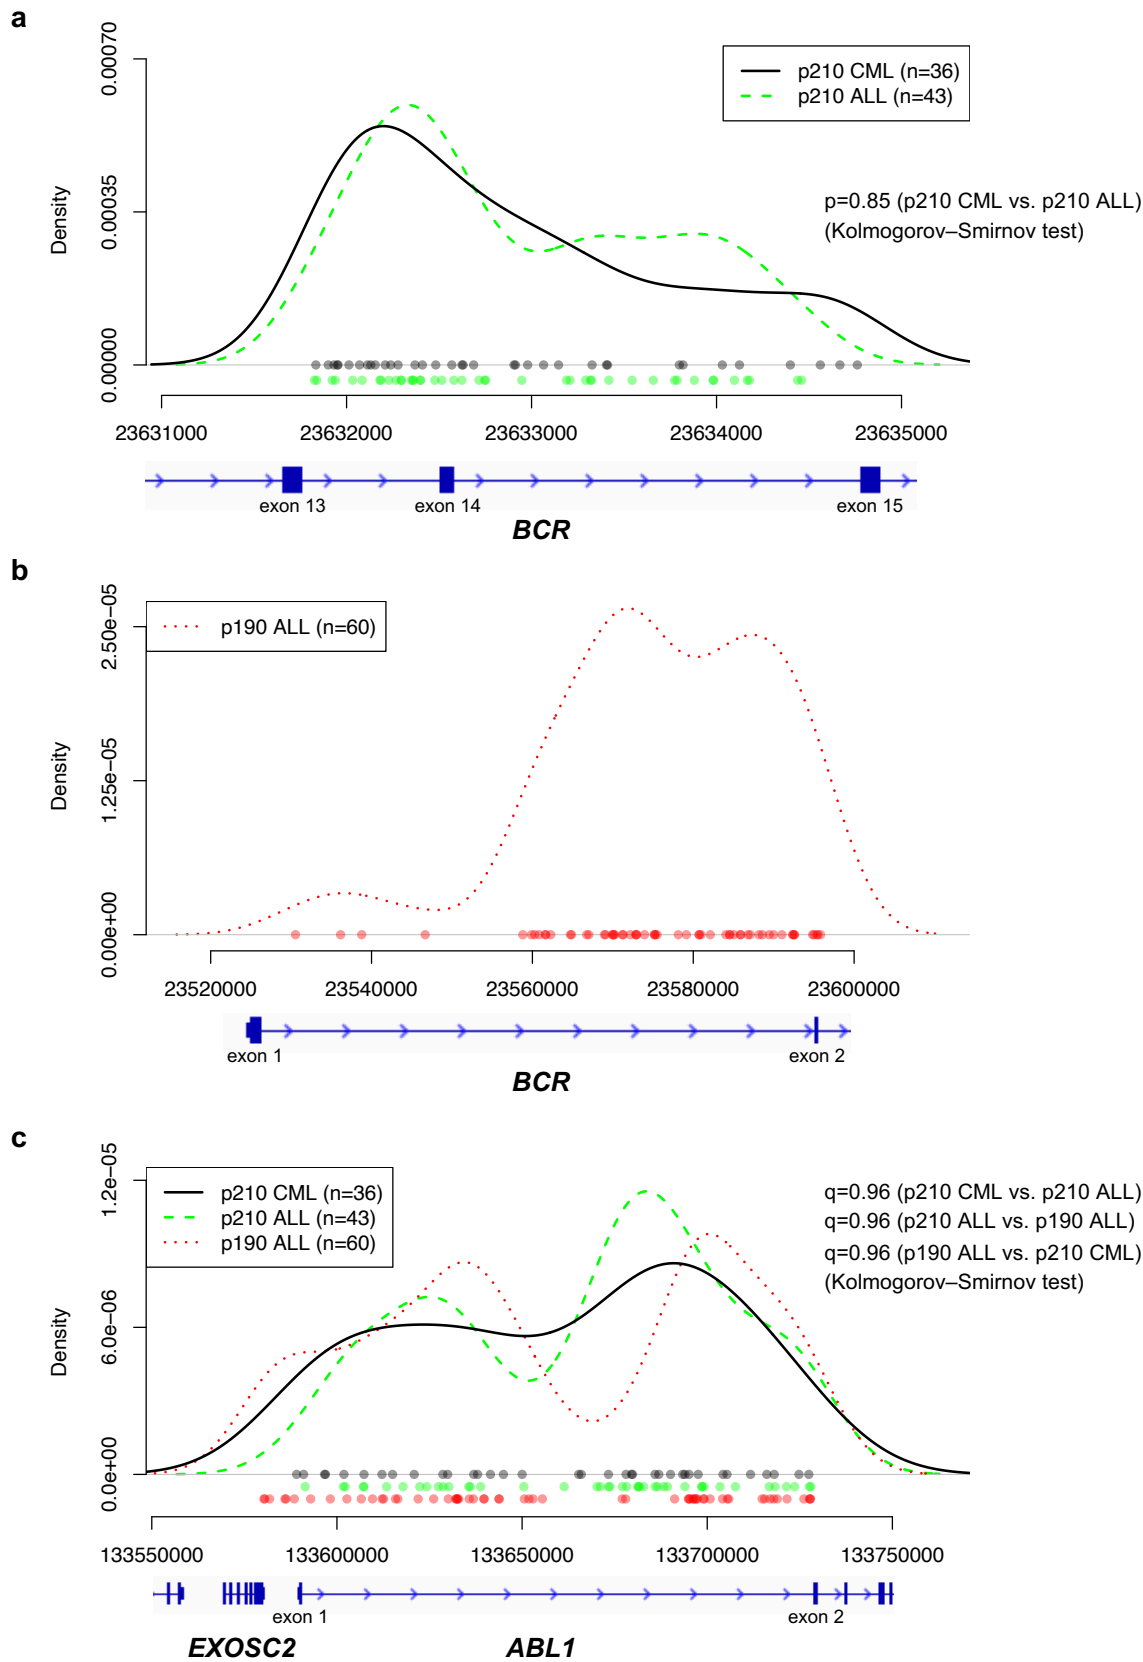 a
0.00070
0.00035
0.00000
Density
p210 CML (n=36)
p210 ALL (n=43)
p=0.85 (p210 CML vs. p210 ALL)
(Kolmogorov–Smirnov test)
23631000 23632000 23633000 23634000 23635000
exon 13 exon 14 exon 15
BCR
b
2.50e−05
1.25e−05
0.00e+00
Density
p190 ALL (n=60)
23520000 23540000 23560000 23580000 23600000
exon 1 exon 2
BCR
c
1.2e−05
6.0e−06
0.0e+00
Density
p210 CML (n=36)
p210 ALL (n=43)
p190 ALL (n=60)
q=0.96 (p210 CML vs. p210 ALL)
q=0.96 (p210 ALL vs. p190 ALL)
q=0.96 (p190 ALL vs. p210 CML)
(Kolmogorov–Smirnov test)
133550000 133600000 133650000 133700000 133750000
exon 1 exon 2
EXOSC2 ABL1